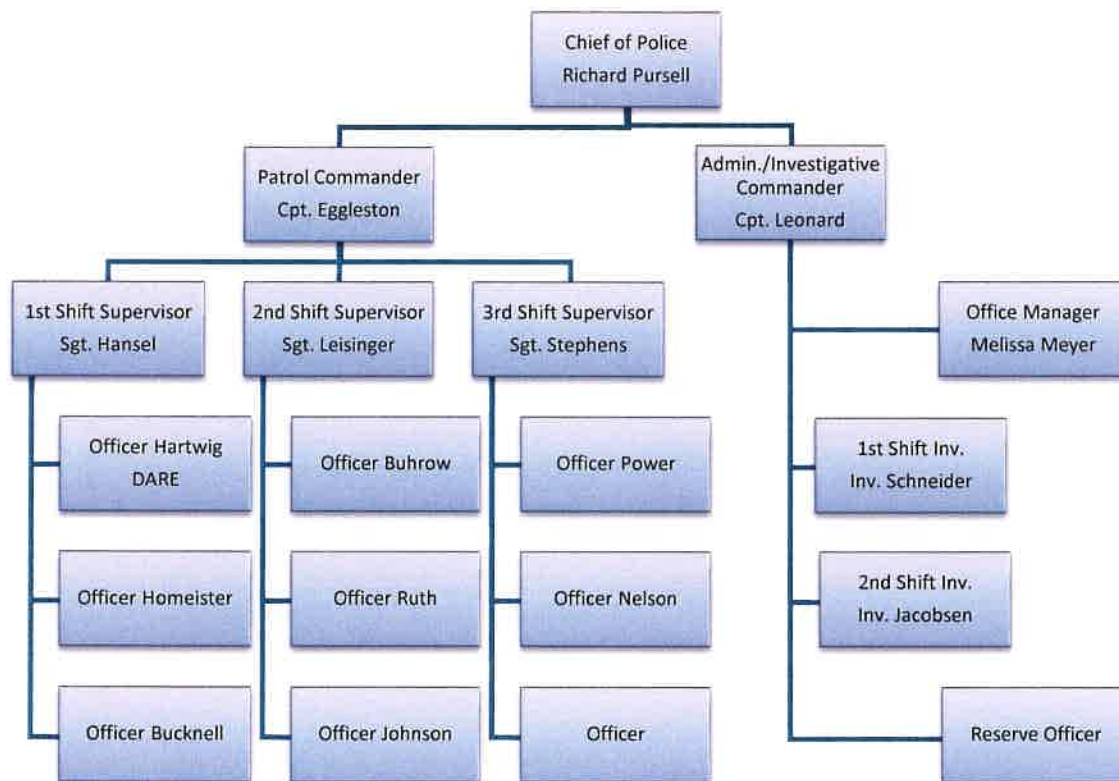 Chief of Police
Richard Pursell
Patrol Commander
Cpt. Eggleston
Admin./Investigative
Commander
Cpt. Leonard
1st Shift Supervisor
Sgt. Hansel
2nd Shift Supervisor
Sgt. Leisinger
3rd Shift Supervisor
Sgt. Stephens
Office Manager
Melissa Meyer
Officer Hartwig
DARE
Officer Buhrow
Officer Power
1st Shift Inv.
Inv. Schneider
Officer Homeister
Officer Ruth
Officer Nelson
2nd Shift Inv.
Inv. Jacobsen
Officer Bucknell
Officer Johnson
Officer
Reserve Officer